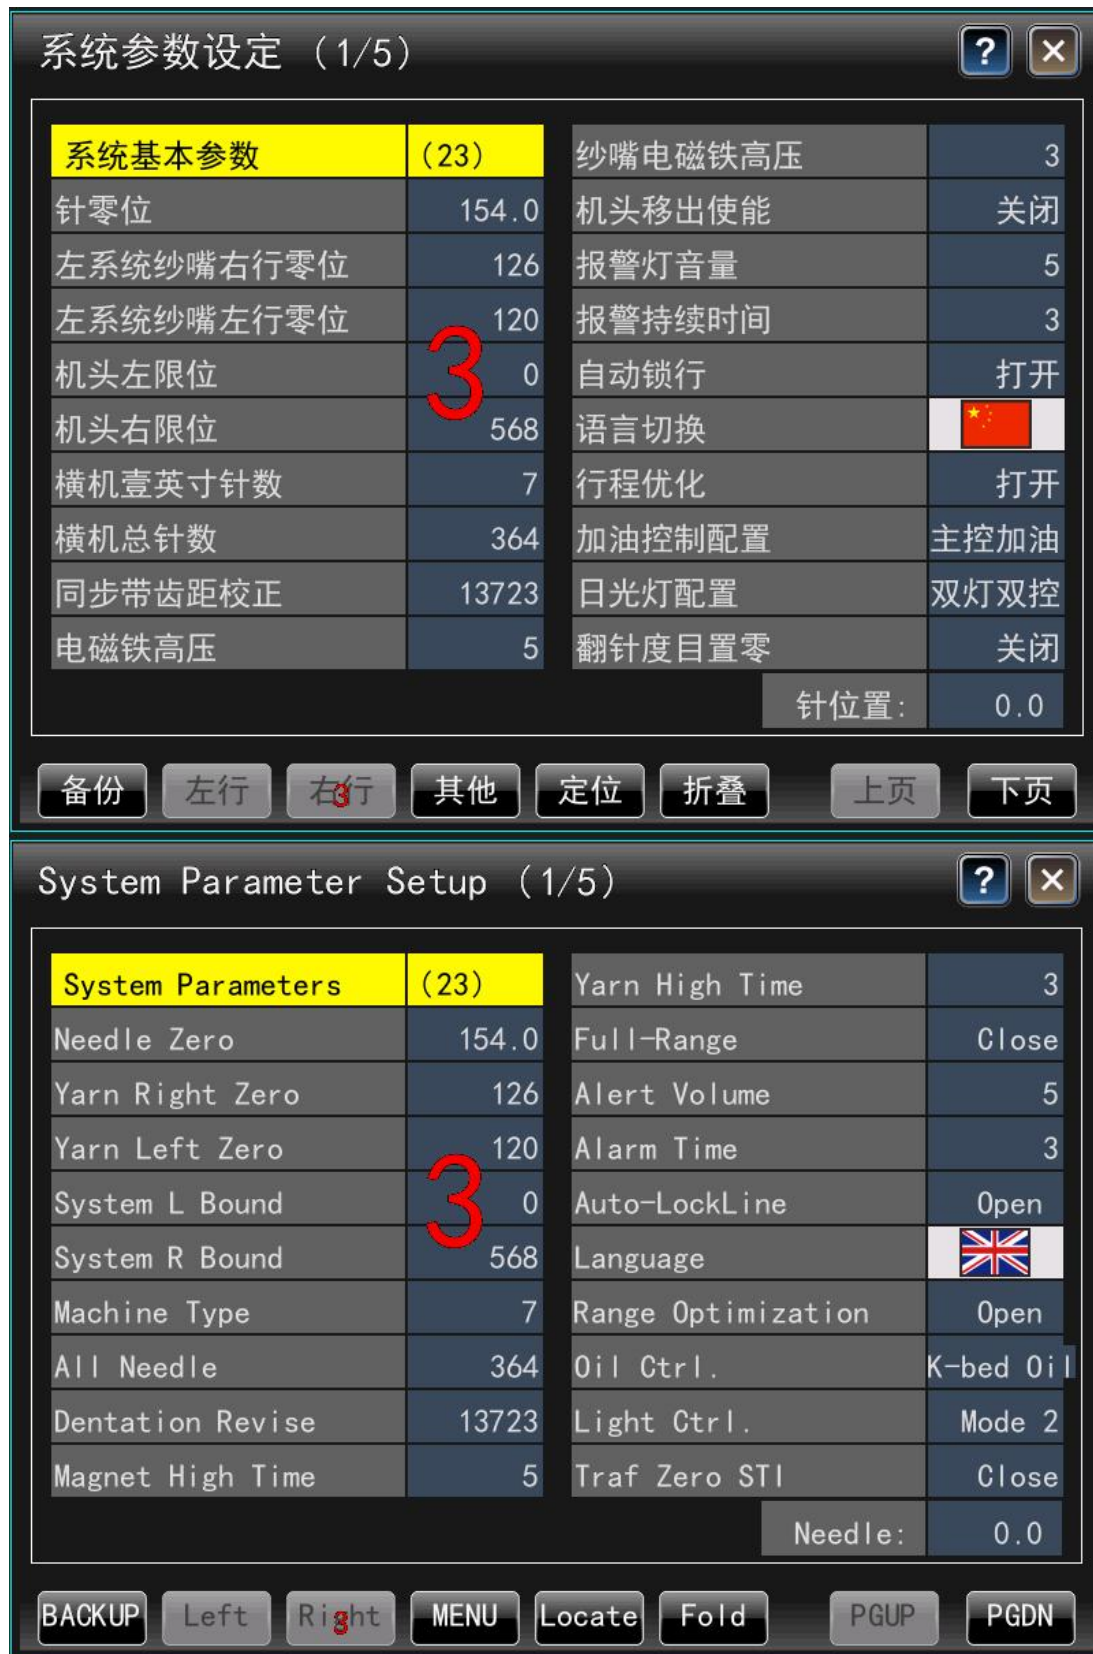 系统参数设定 (1/5)
?
系统基本参数 (23) 纱嘴电磁铁高压 3
针零位 154.0 机头移出使能 关闭
左系统纱嘴右行零位 126 报警灯音量 5
左系统纱嘴左行零位 120 报警持续时间 3
3
机头左限位 0 自动锁行 打开
机头右限位 568 语言切换
横机壹英寸针数 7 行程优化 打开
横机总针数 364 加油控制配置 主控加油
同步带齿距校正 13723 日光灯配置 双灯双控
电磁铁高压 5 翻针度目置零 关闭
针位置: 0.0
备份 左行 右行 其他 定位 折叠 上页 下页
3
System Parameter Setup (1/5)
?
System Parameters (23) Yarn High Time 3
Needle Zero 154.0 Full-Range Close
Yarn Right Zero 126 Alert Volume 5
Yarn Left Zero 120 Alarm Time 3
3
System L Bound 0 Auto-LockLine Open
System R Bound 568 Language
Machine Type 7 Range Optimization Open
All Needle 364 Oil Ctrl. K-bed Oil
Dentation Revise 13723 Light Ctrl. Mode 2
Magnet High Time 5 Traf Zero STI Close
Needle: 0.0
BACKUP Left Right MENU Locate Fold PGUP PGDN
3